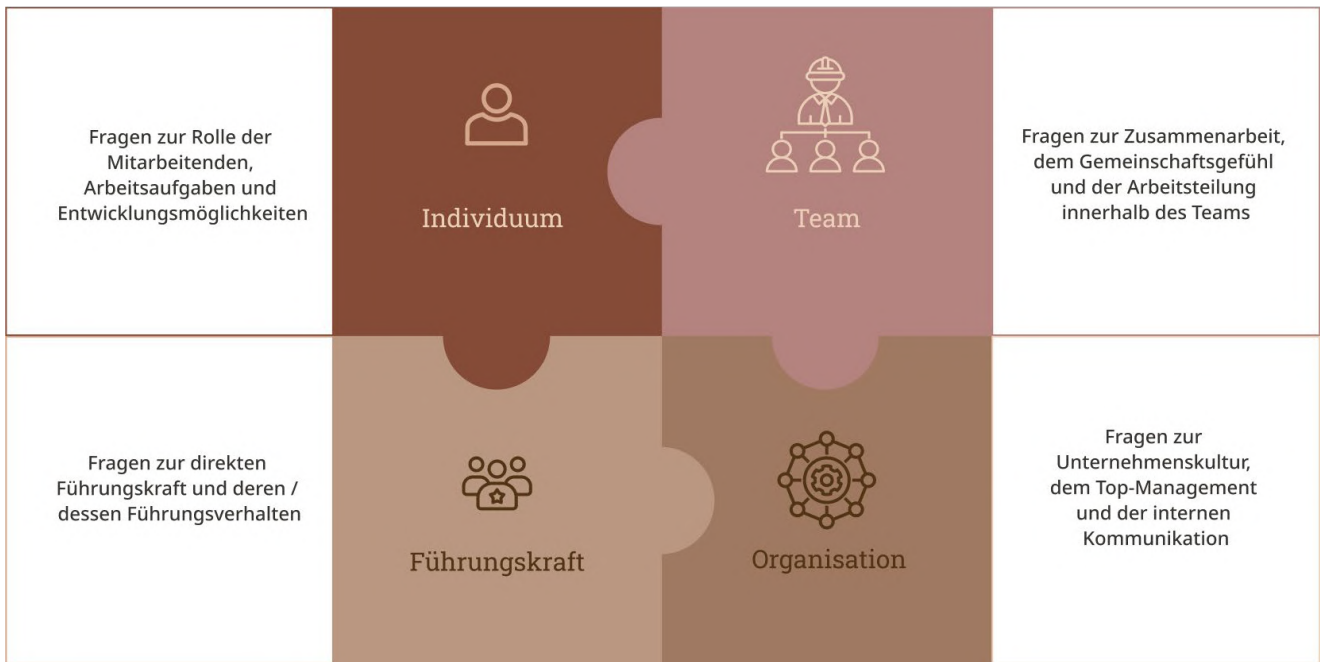 Fragen zur Rolle der
Mitarbeitenden,
Arbeitsaufgaben und
Entwicklungsmöglichkeiten
Individuum
Team
Fragen zur Zusammenarbeit,
dem Gemeinschaftsgefühl
und der Arbeitsteilung
innerhalb des Teams
Fragen zur direkten
Führungskraft und deren /
dessen Führungsverhalten
Führungskraft
Organisation
Fragen zur
Unternehmenskultur,
dem Top-Management
und der internen
Kommunikation